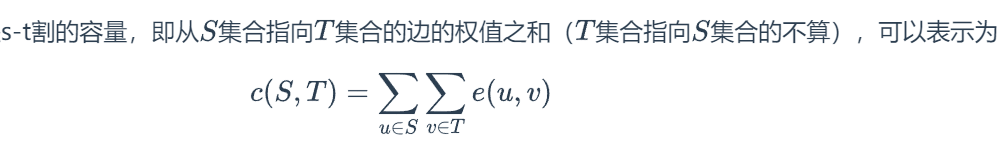 s-t割的容量，即从S集合指向T集合的边的权值之和（T集合指向S集合的不算），可以表示为
c(S,T) = ∑_{u∈S} ∑_{v∈T} e(u,v)